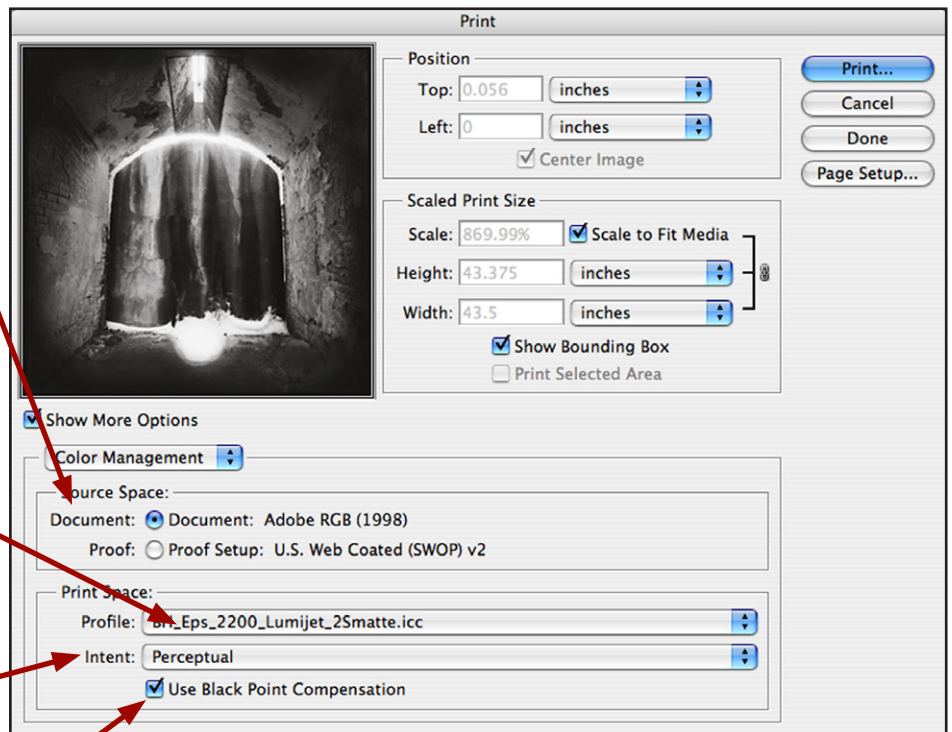 Print
Position
Top: 0.056 inches
Left: 0 inches
Center Image
Print...
Cancel
Done
Page Setup...
Scaled Print Size
Scale: 869.99% Scale to Fit Media
Height: 43.375 inches
Width: 43.5 inches
Show Bounding Box
Print Selected Area
Show More Options
Color Management
Source Space:
Document: Document: Adobe RGB (1998)
Proof: Proof Setup: U.S. Web Coated (SWOP) v2
Print Space:
Profile: BH_Eps_2200_Lumijet_2Smatte.icc
Intent: Perceptual
Use Black Point Compensation